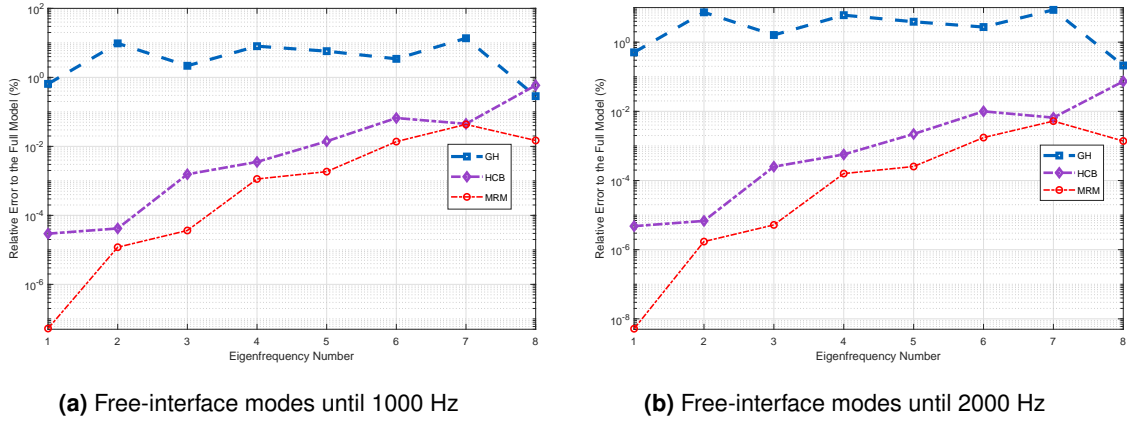 10^2
10^0
10^-2
10^-4
10^-6
Relative Error to the Full Model (%)
GH
HCB
MRM
1 2 3 4 5 6 7 8
Eigenfrequency Number
(a) Free-interface modes until 1000 Hz
10^0
10^-2
10^-4
10^-6
10^-8
Relative Error to the Full Model (%)
GH
HCB
MRM
1 2 3 4 5 6 7 8
Eigenfrequency Number
(b) Free-interface modes until 2000 Hz